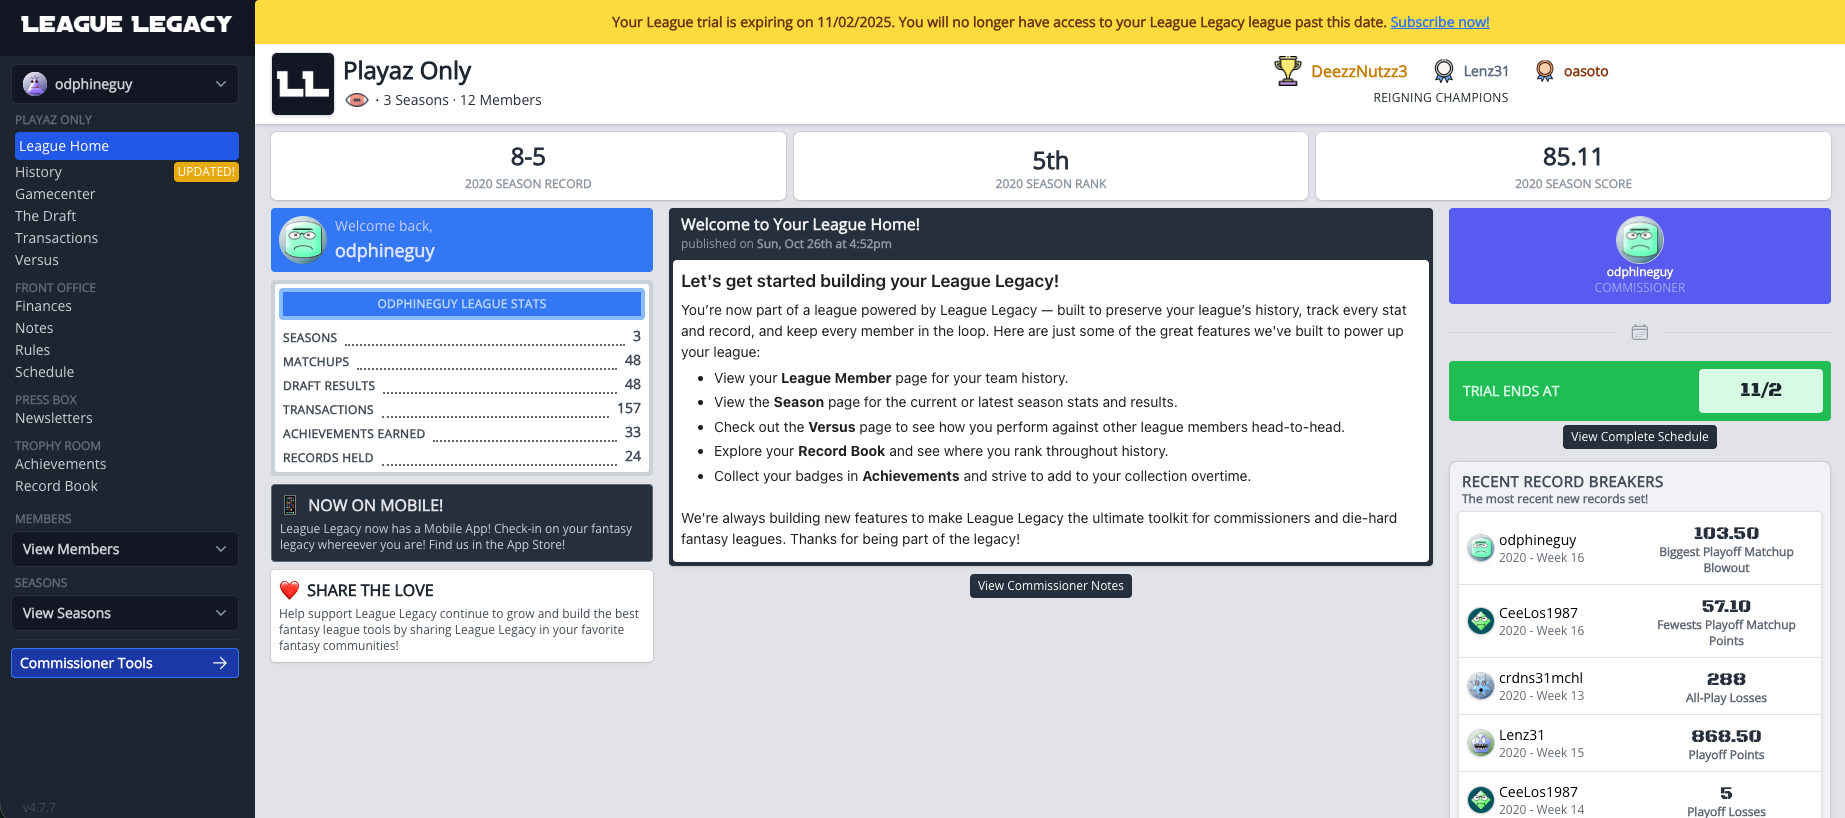 LEAGUE LEGACY
odphineguy
PLAYAZ ONLY
League Home
History
UPDATED!
Gamecenter
The Draft
Transactions
Versus
FRONT OFFICE
Finances
Notes
Rules
Schedule
PRESS BOX
Newsletters
TROPHY ROOM
Achievements
Record Book
MEMBERS
View Members
SEASONS
View Seasons
Commissioner Tools
v4.7.7
Your League trial is expiring on 11/02/2025. You will no longer have access to your League Legacy league past this date. Subscribe now!
LL
Playaz Only
· 3 Seasons · 12 Members
DeezzNutzz3
Lenz31
oasoto
REIGNING CHAMPIONS
8-5
2020 SEASON RECORD
5th
2020 SEASON RANK
85.11
2020 SEASON SCORE
Welcome back,
odphineguy
ODPHINEGUY LEAGUE STATS
SEASONS 3
MATCHUPS 48
DRAFT RESULTS 48
TRANSACTIONS 157
ACHIEVEMENTS EARNED 33
RECORDS HELD 24
NOW ON MOBILE!
League Legacy now has a Mobile App! Check-in on your fantasy
legacy whereever you are! Find us in the App Store!
SHARE THE LOVE
Help support League Legacy continue to grow and build the best
fantasy league tools by sharing League Legacy in your favorite
fantasy communities!
Welcome to Your League Home!
published on Sun, Oct 26th at 4:52pm
Let's get started building your League Legacy!
You’re now part of a league powered by League Legacy — built to preserve your league’s history, track every stat
and record, and keep every member in the loop. Here are just some of the great features we've built to power up
your league:
• View your League Member page for your team history.
• View the Season page for the current or latest season stats and results.
• Check out the Versus page to see how you perform against other league members head-to-head.
• Explore your Record Book and see where you rank throughout history.
• Collect your badges in Achievements and strive to add to your collection overtime.
We're always building new features to make League Legacy the ultimate toolkit for commissioners and die-hard
fantasy leagues. Thanks for being part of the legacy!
View Commissioner Notes
odphineguy
COMMISSIONER
TRIAL ENDS AT
11/2
View Complete Schedule
RECENT RECORD BREAKERS
The most recent new records set!
odphineguy
2020 - Week 16
103.50
Biggest Playoff Matchup
Blowout
CeeLos1987
2020 - Week 16
57.10
Fewests Playoff Matchup
Points
crdns31mchl
2020 - Week 13
288
All-Play Losses
Lenz31
2020 - Week 15
868.50
Playoff Points
CeeLos1987
2020 - Week 14
5
Playoff Losses